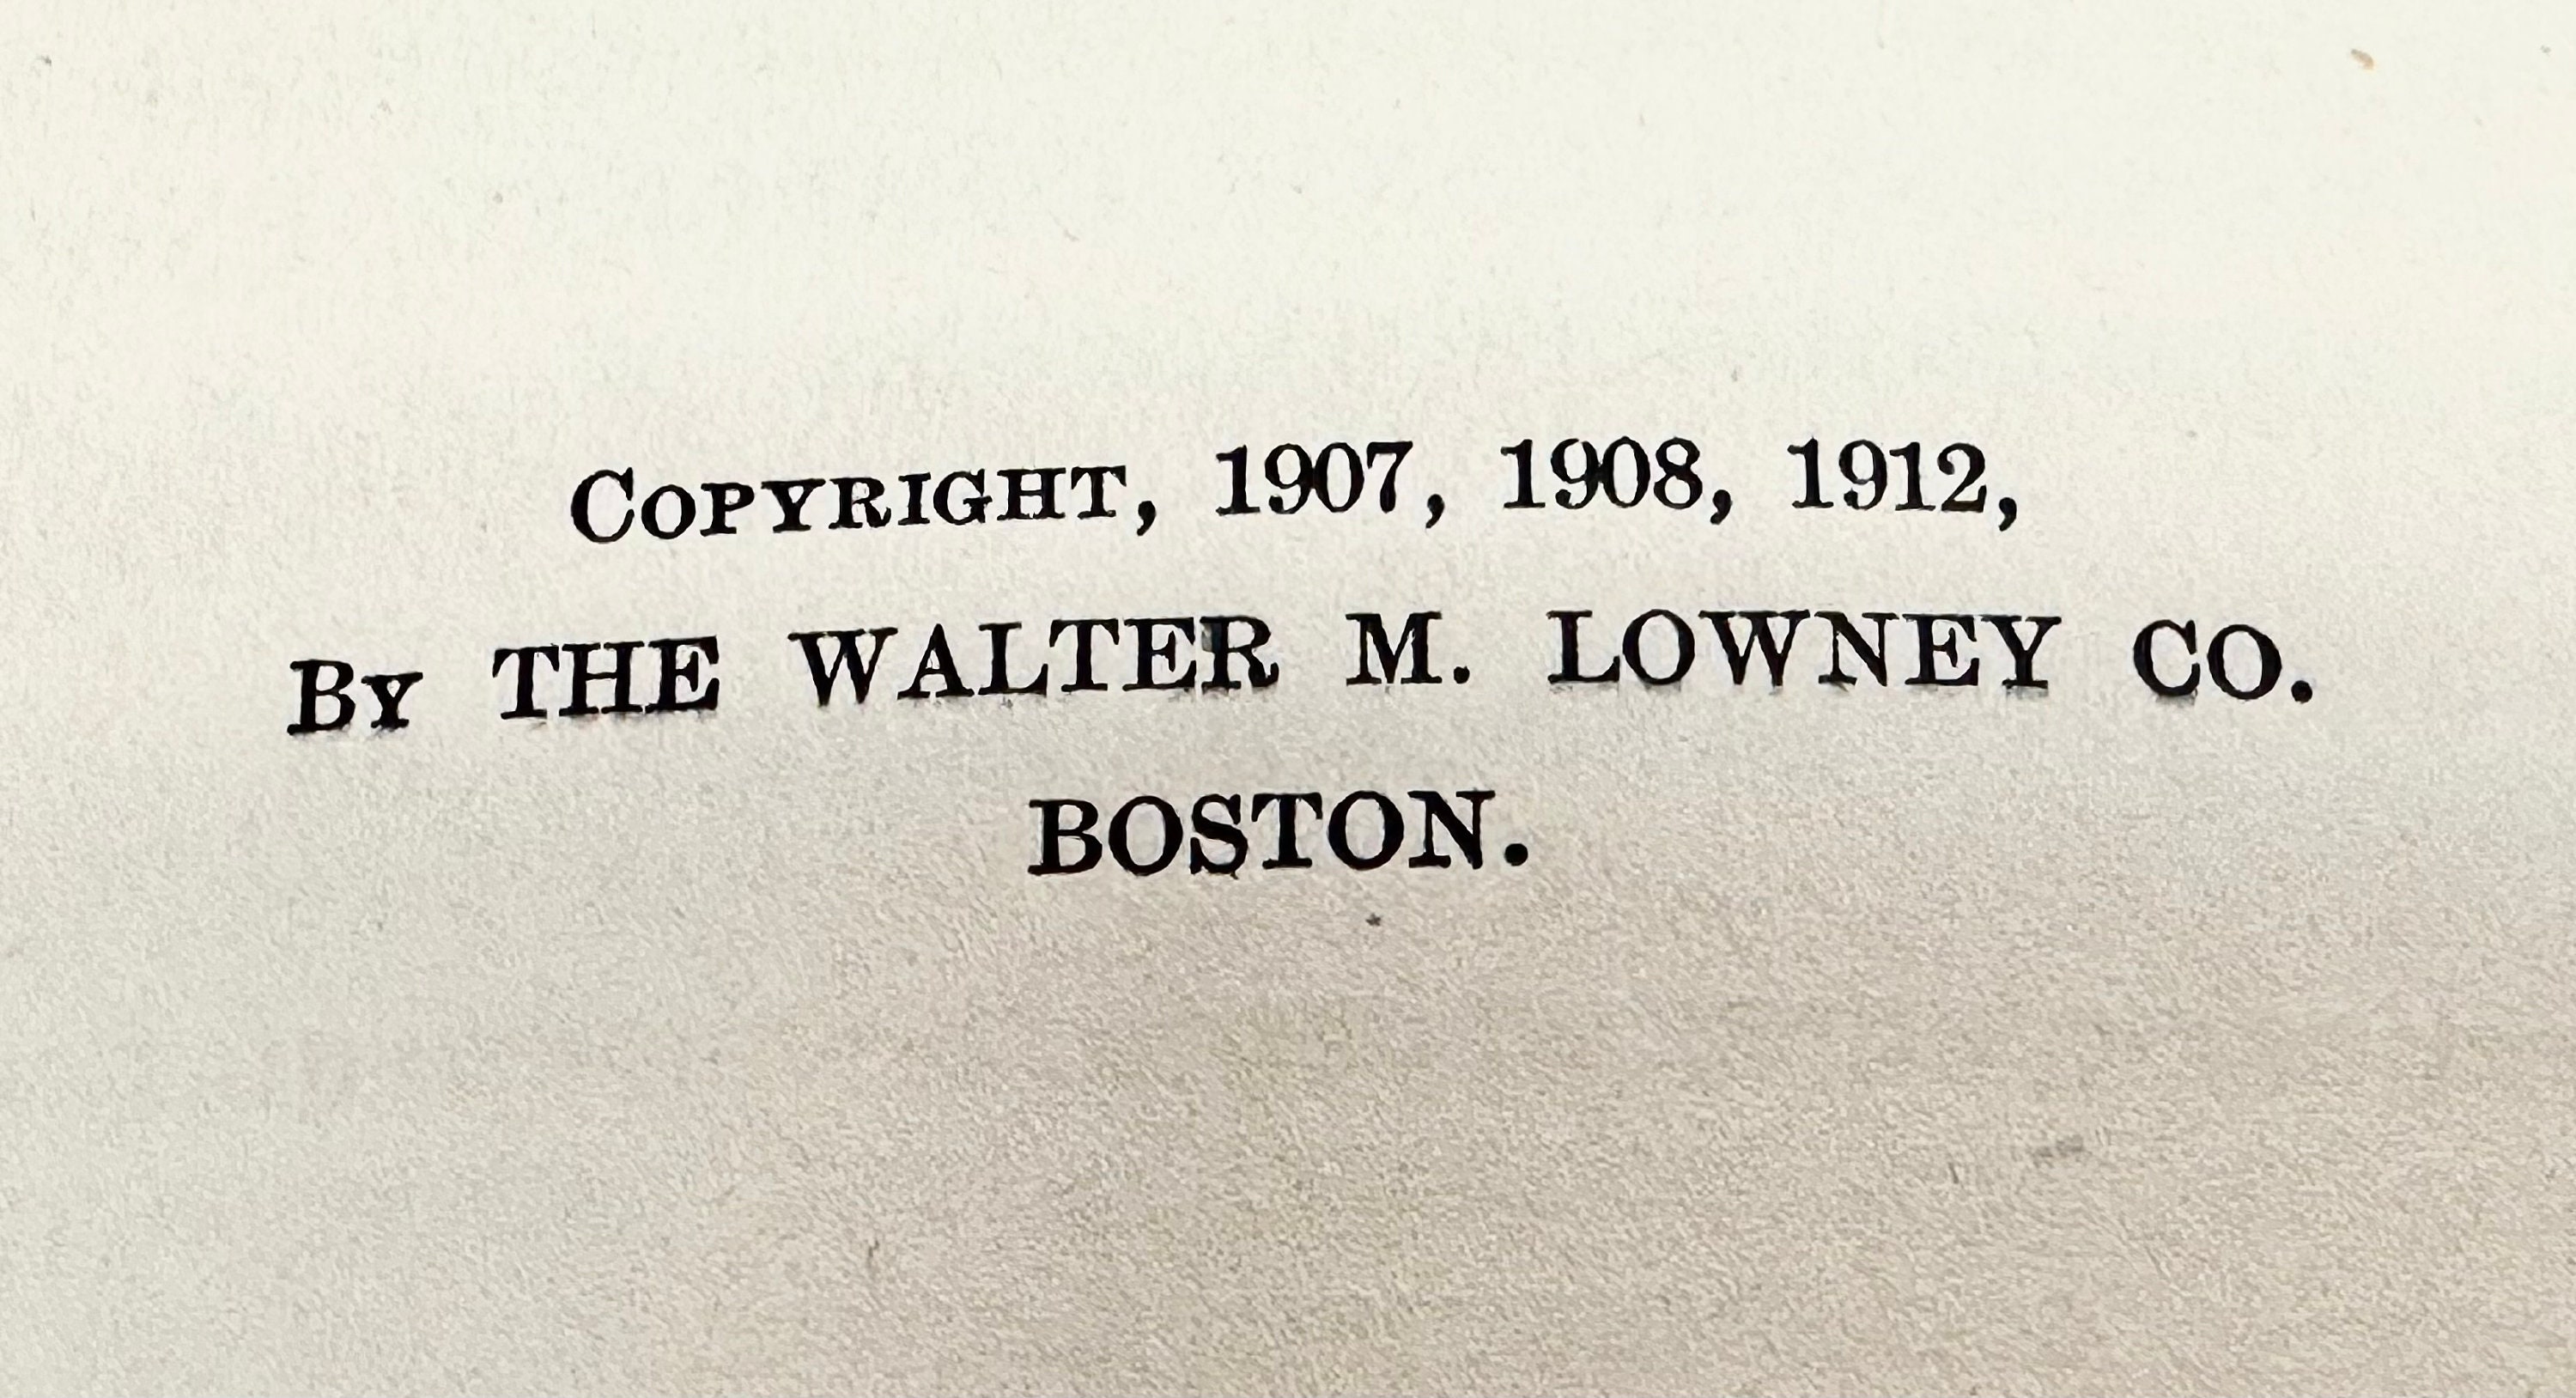 Copyright, 1907, 1908, 1912,
By THE WALTER M. LOWNEY CO.
BOSTON.